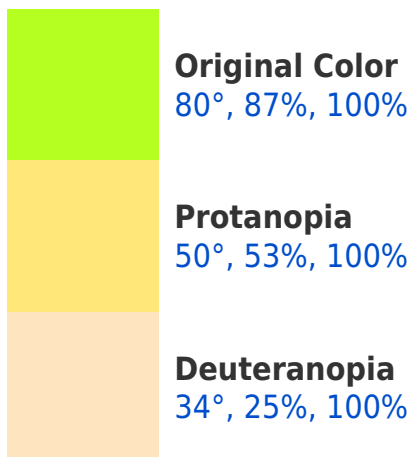 Original Color
80°, 87%, 100%
Protanopia
50°, 53%, 100%
Deuteranopia
34°, 25%, 100%